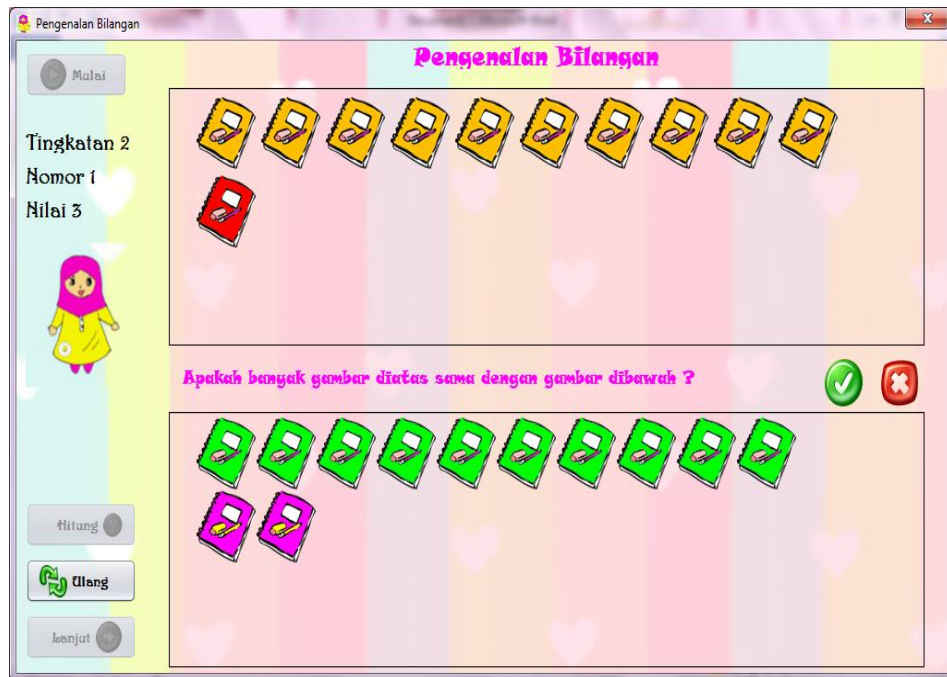 Pengenalan Bilangan
Pengenalan Bilangan
Mulai
Tingkatan 2
Nomor 1
Nilai 3
Apakah banyak gambar diatas sama dengan gambar dibawah ?
Hitung
Ulang
Lanjut